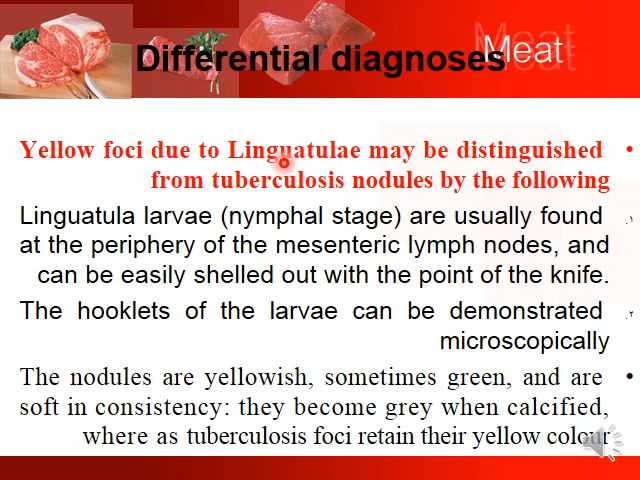 Meat
Differential diagnoses
• Yellow foci due to Linguatulae may be distinguished
from tuberculosis nodules by the following
.١ Linguatula larvae (nymphal stage) are usually found
at the periphery of the mesenteric lymph nodes, and
can be easily shelled out with the point of the knife.
.٢ The hooklets of the larvae can be demonstrated
microscopically
• The nodules are yellowish, sometimes green, and are
soft in consistency: they become grey when calcified,
where as tuberculosis foci retain their yellow colour